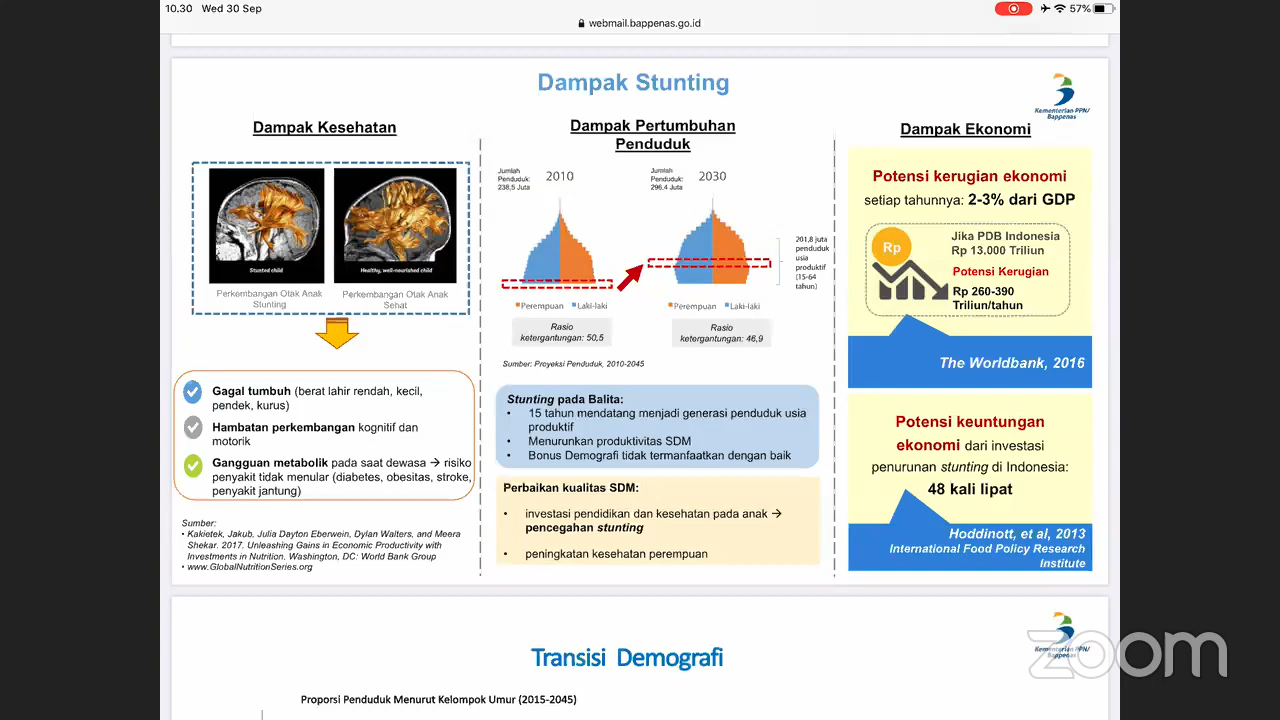 10.30 Wed 30 Sep
57%
webmail.bappenas.go.id
Dampak Stunting
Kementerian PPN/
Bappenas
Dampak Kesehatan
Stunted child
Healthy, well-nourished child
Perkembangan Otak Anak
Stunting
Perkembangan Otak Anak
Sehat
Gagal tumbuh (berat lahir rendah, kecil,
pendek, kurus)
Hambatan perkembangan kognitif dan
motorik
Gangguan metabolik pada saat dewasa → risiko
penyakit tidak menular (diabetes, obesitas, stroke,
penyakit jantung)
Sumber:
• Kakietek, Jakub, Julia Dayton Eberwein, Dylan Walters, and Meera
Shekar. 2017. Unleashing Gains in Economic Productivity with
Investments in Nutrition. Washington, DC: World Bank Group
• www.GlobalNutritionSeries.org
Dampak Pertumbuhan
Penduduk
Jumlah
Penduduk:
238,5 Juta
2010
Jumlah
Penduduk:
296,4 Juta
2030
201,8 juta
penduduk
usia
produktif
(15-64
tahun)
Perempuan Laki-laki
Perempuan Laki-laki
Rasio
ketergantungan: 50,5
Rasio
ketergantungan: 46,9
Sumber: Proyeksi Penduduk, 2010-2045
Stunting pada Balita:
• 15 tahun mendatang menjadi generasi penduduk usia
produktif
• Menurunkan produktivitas SDM
• Bonus Demografi tidak termanfaatkan dengan baik
Perbaikan kualitas SDM:
• investasi pendidikan dan kesehatan pada anak →
pencegahan stunting
• peningkatan kesehatan perempuan
Dampak Ekonomi
Potensi kerugian ekonomi
setiap tahunnya: 2-3% dari GDP
Rp
Jika PDB Indonesia
Rp 13.000 Triliun
Potensi Kerugian
Rp 260-390
Triliun/tahun
The Worldbank, 2016
Potensi keuntungan
ekonomi dari investasi
penurunan stunting di Indonesia:
48 kali lipat
Hoddinott, et al, 2013
International Food Policy Research
Institute
Transisi Demografi
Kementerian PPN/
Bappenas
zoom
Proporsi Penduduk Menurut Kelompok Umur (2015-2045)